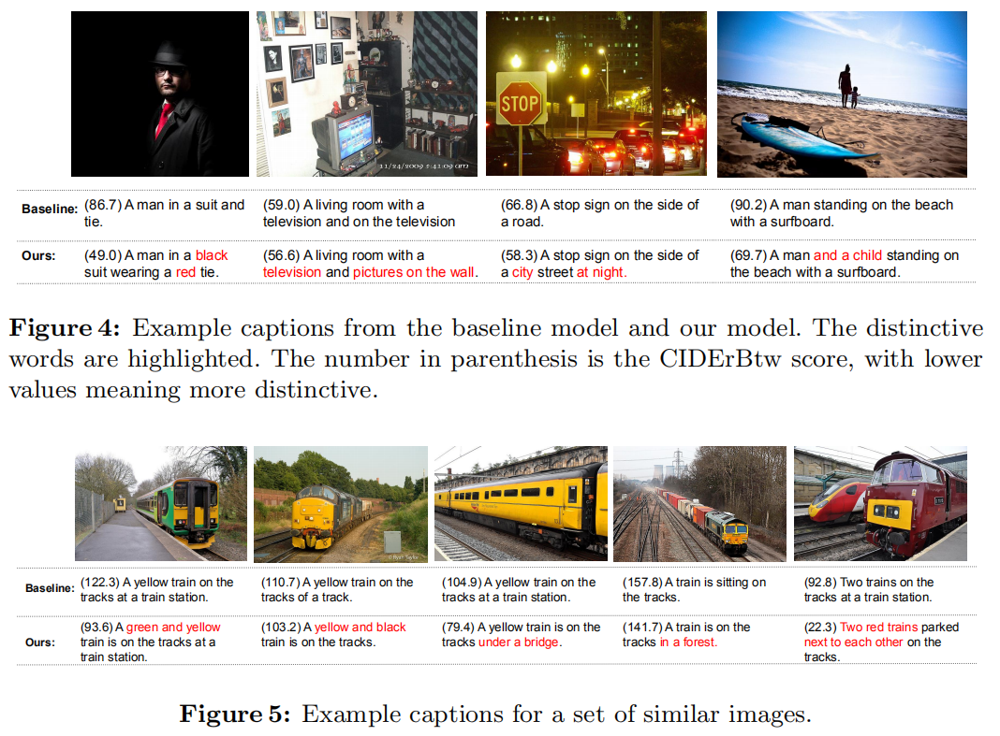 STOP
11/24/2009 5:41:09 am
Baseline: (86.7) A man in a suit and tie.
(59.0) A living room with a television and on the television
(66.8) A stop sign on the side of a road.
(90.2) A man standing on the beach with a surfboard.
Ours: (49.0) A man in a black suit wearing a red tie.
(56.6) A living room with a television and pictures on the wall.
(58.3) A stop sign on the side of a city street at night.
(69.7) A man and a child standing on the beach with a surfboard.
Figure 4: Example captions from the baseline model and our model. The distinctive
words are highlighted. The number in parenthesis is the CIDErBtw score, with lower
values meaning more distinctive.
© Ryan Taylor
Baseline: (122.3) A yellow train on the tracks at a train station.
(110.7) A yellow train on the tracks of a track.
(104.9) A yellow train on the tracks at a train station.
(157.8) A train is sitting on the tracks.
(92.8) Two trains on the tracks at a train station.
Ours: (93.6) A green and yellow train is on the tracks at a train station.
(103.2) A yellow and black train is on the tracks.
(79.4) A yellow train is on the tracks under a bridge.
(141.7) A train is on the tracks in a forest.
(22.3) Two red trains parked next to each other on the tracks.
Figure 5: Example captions for a set of similar images.